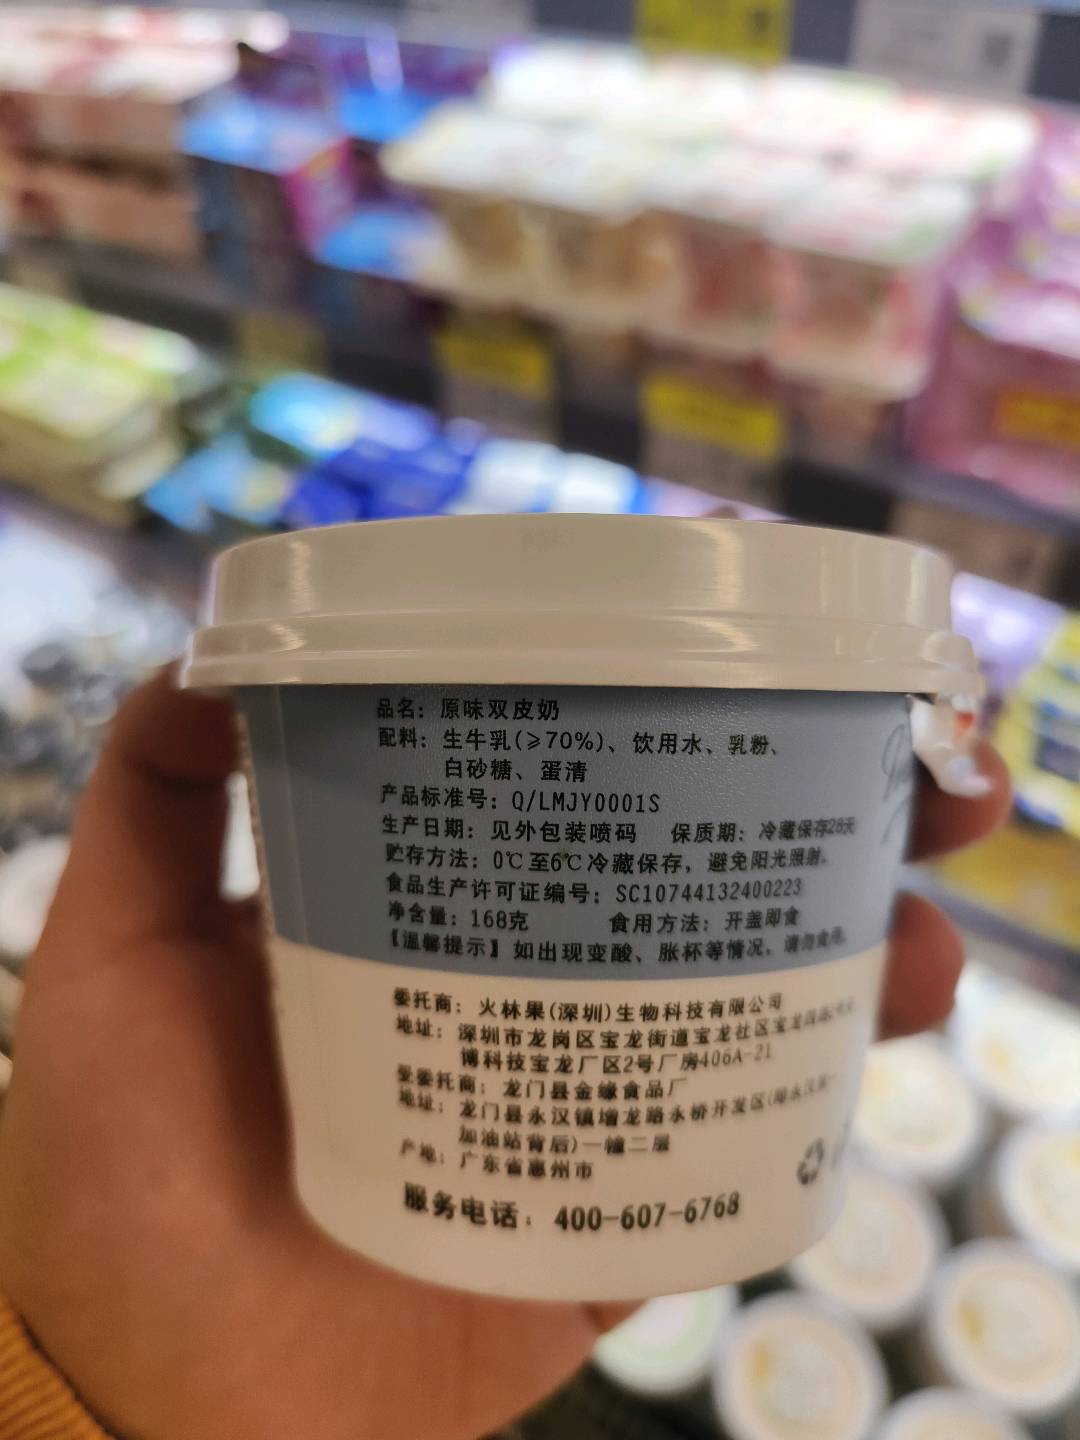 品名：原味双皮奶
配料：生牛乳(≥70%)、饮用水、乳粉、
白砂糖、蛋清
产品标准号：Q/LMJY0001S
生产日期：见外包装喷码 保质期：冷藏保存28天
贮存方法：0℃至6℃冷藏保存，避免阳光照射。
食品生产许可证编号：SC10744132400223
净含量：168克 食用方法：开盖即食
【温馨提示】如出现变酸、胀杯等情况，请勿食用。
委托商：火林果(深圳)生物科技有限公司
地址：深圳市龙岗区宝龙街道宝龙社区宝龙
博科技宝龙厂区2号厂房406A-21
受委托商：龙门县金缘食品厂
地址：龙门县永汉镇增龙路永桥开发区(
加油站背后)一幢二层
产地：广东省惠州市
服务电话：400-607-6768